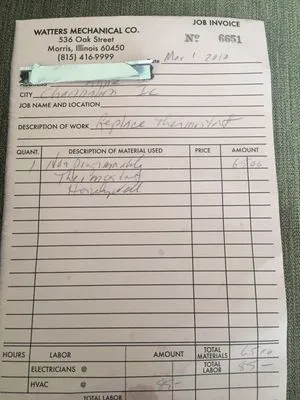 JOB INVOICE
WATTERS MECHANICAL CO.
536 Oak Street
Morris, Illinois 60450
(815) 416-9999
No 6651
Mar 1 2010
CITY Channahon IL
JOB NAME AND LOCATION
DESCRIPTION OF WORK Replace Thermostat
QUANT. DESCRIPTION OF MATERIAL USED PRICE AMOUNT
1 Non Programmable 65.00
Thermostat
Honeywell
HOURS LABOR AMOUNT TOTAL MATERIALS 65.00
ELECTRICIANS @ TOTAL LABOR 85-
HVAC @ 85-
TOTAL LABOR